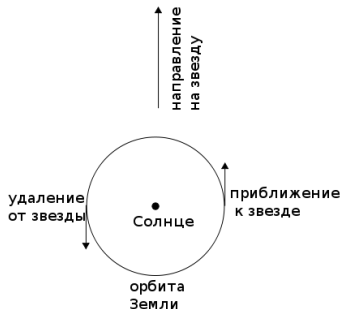 направление
на звезду
удаление
от звезды
приближение
к звезде
Солнце
орбита
Земли